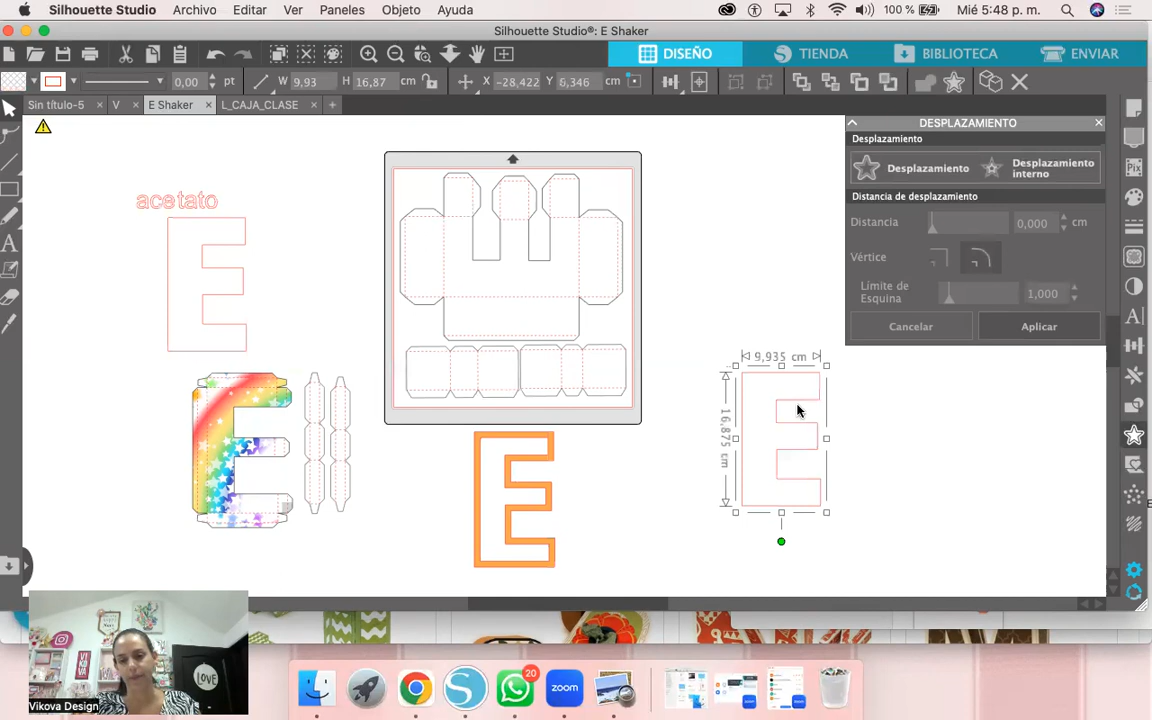 Silhouette Studio Archivo Editar Ver Paneles Objeto Ayuda 100 % Mié 5:48 p. m.
Silhouette Studio®: E Shaker
DISEÑO TIENDA BIBLIOTECA ENVIAR
0,00 pt W 9,93 H 16,87 cm X -28,422 Y 6,346 cm
Sin título-5 × V × E Shaker × L_CAJA_CLASE × +
DESPLAZAMIENTO
Desplazamiento
Desplazamiento
Desplazamiento interno
Distancia de desplazamiento
Distancia 0,000 cm
Vértice
Límite de Esquina 1,000
Cancelar Aplicar
acetato
9,935 cm
16,875 cm
PIX
20
zoom
VIKOVA
LOVE
Vikova Design